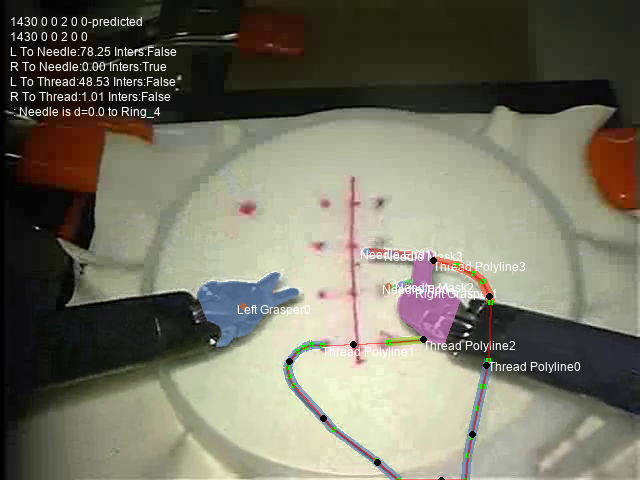 1430 0 0 2 0 0-predicted
1430 0 0 2 0 0
L To Needle:78.25 Inters:False
R To Needle:0.00 Inters:True
L To Thread:48.53 Inters:False
R To Thread:1.01 Inters:False
: Needle is d=0.0 to Ring_4
Thread Polyline3
Left Grasper0
Thread Polyline1
Thread Polyline2
Thread Polyline0